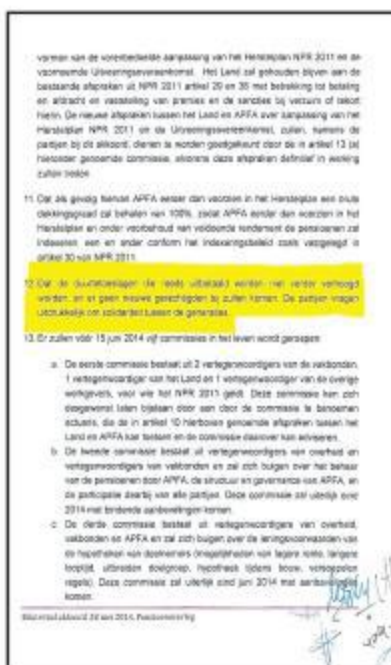 vormen van de vorenbedoelde aanpassing van het Herstelplan NPR 2011 en de
voornoemde Uitvoeringsovereenkomst. Het Land zal gehouden blijven aan de
bestaande afspraken uit NPR 2011 artikel 29 en 36 met betrekking tot betaling
en afdracht en vaststelling van premies en de sancties bij verzuim of tekort
hierin. De nieuwe afspraken tussen het Land en APFA over aanpassing van het
Herstelplan NPR 2011 en de Uitvoeringsovereenkomst, zullen, namens de
partijen bij dit akkoord, dienen te worden goedgekeurd door de in artikel 13 (a)
hieronder genoemde commissie, alvorens deze afspraken definitief in werking
zullen treden.
11. Dat als gevolg hiervan APFA eerder dan voorzien in het Herstelplan een
dekkingsgraad zal behalen van 100%, zodat APFA eerder dan voorzien in het
Herstelplan en onder voorbehoud van voldoende rendement de pensioenen zal
indexeren, een en ander conform het indexeringsbeleid zoals vastgelegd in
artikel 30 van NPR 2011.
12. Dat de duurtetoeslagen die reeds uitbetaald worden niet verder verhoogd
worden, en er geen nieuwe gerechtigden bij zullen komen. De partijen vragen
uitdrukkelijk om solidariteit tussen de generaties.
13. Er zullen vóór 15 juni 2014 vijf commissies in het leven wordt geroepen:
a. De eerste commissie bestaat uit 2 vertegenwoordigers van de vakbonden,
1 vertegenwoordiger van het Land en 1 vertegenwoordiger van de overige
werkgevers, voor wie het NPR 2011 geldt. Deze commissie kan zich
desgewenst laten bijstaan door een door de commissie te benoemen
actuaris, die de in artikel 10 hierboven genoemde afspraken tussen het
Land en APFA kan toetsen en de commissie daarover kan adviseren.
b. De tweede commissie bestaat uit vertegenwoordigers van overheid en
vertegenwoordigers van vakbonden en zal zich buigen over het beheer
van de pensioenen door APFA, de structuur en governance van APFA, en
de participatie daarbij van alle partijen. Deze commissie zal uiterlijk eind
2014 met bindende aanbevelingen komen.
c. De derde commissie bestaat uit vertegenwoordigers van overheid,
vakbonden en APFA en zal zich buigen over de leningsvoorwaarden van
de hypotheken van deelnemers (mogelijkheden van lagere rente, langere
looptijd, uitbreiden doelgroep, hypotheek tijdens bouw, versoepelen
regels). Deze commissie zal uiterlijk eind juni 2014 met aanbevelingen
komen.
akkoord, 24 mei 2014, Pensioenoverleg